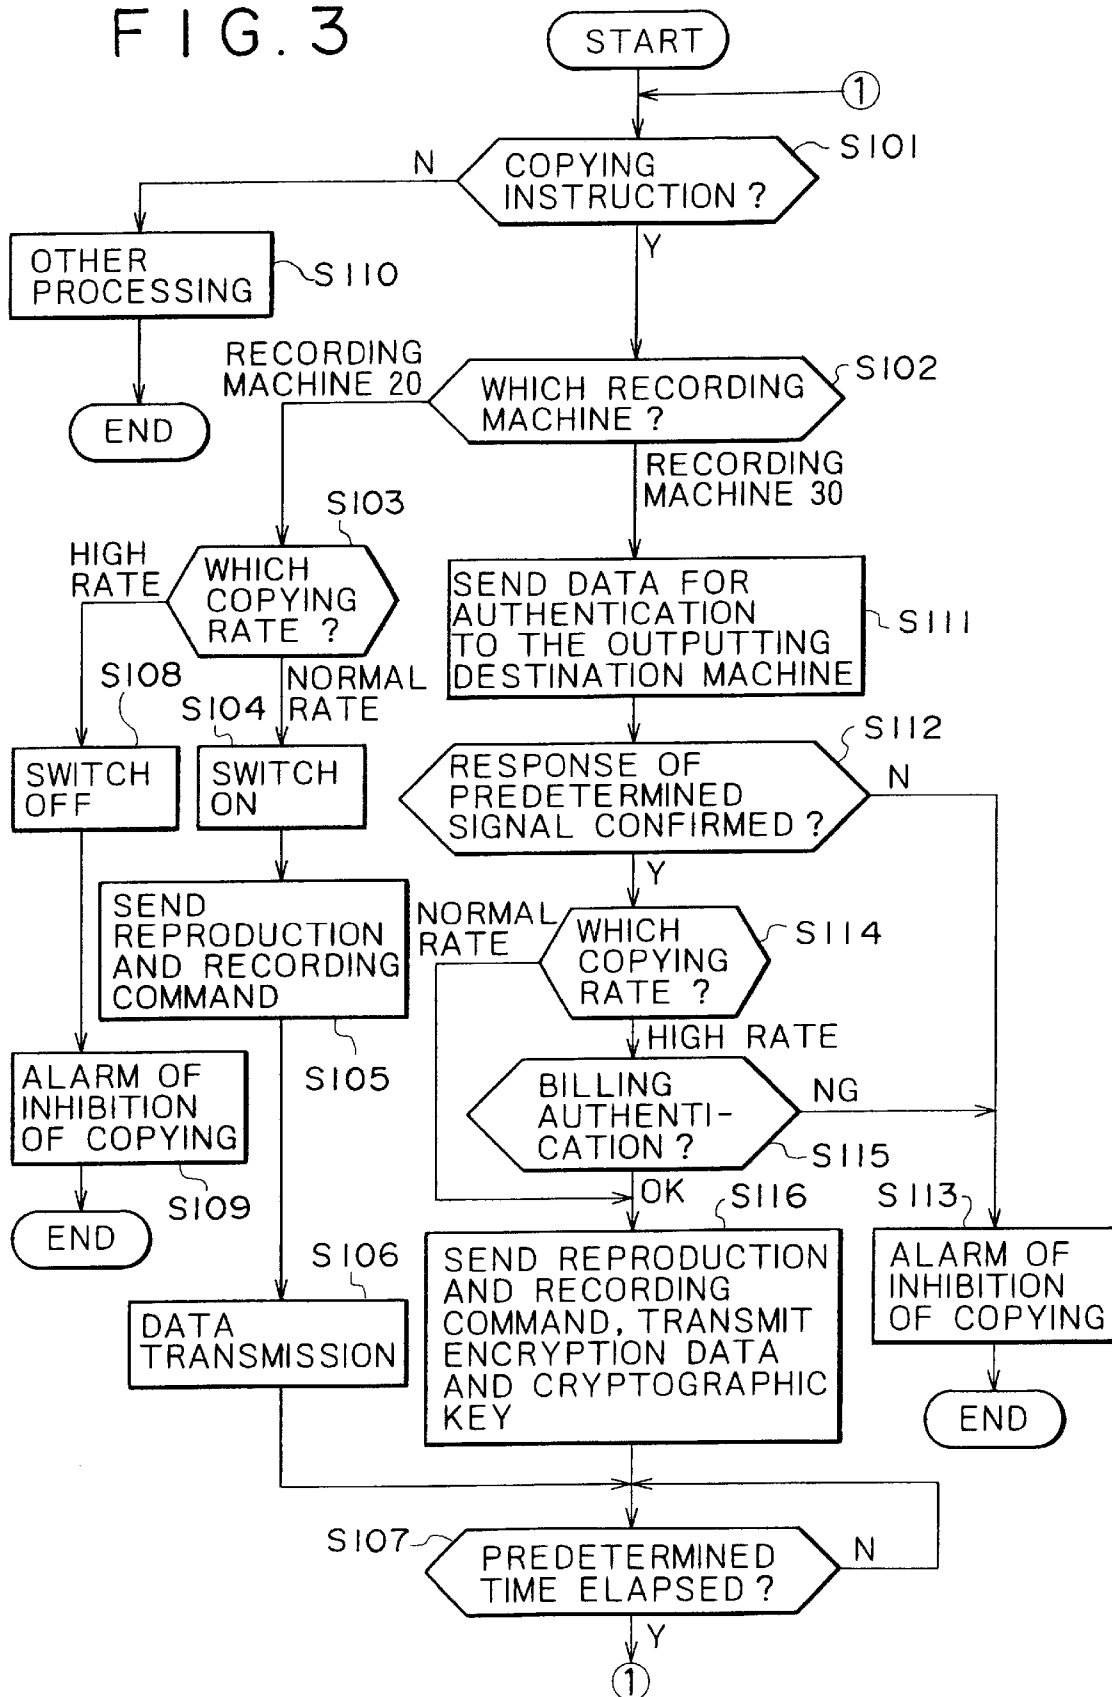 FIG. 3
START
1
S101
COPYING
INSTRUCTION ?
N
Y
OTHER
PROCESSING
S110
END
RECORDING
MACHINE 20
S102
WHICH RECORDING
MACHINE ?
RECORDING
MACHINE 30
S103
HIGH
RATE
WHICH
COPYING
RATE ?
NORMAL
RATE
S108
S104
SWITCH
OFF
SWITCH
ON
SEND DATA FOR
AUTHENTICATION
TO THE OUTPUTTING
DESTINATION MACHINE
S111
S112
RESPONSE OF
PREDETERMINED
SIGNAL CONFIRMED ?
N
Y
SEND
REPRODUCTION
AND RECORDING
COMMAND
S105
NORMAL
RATE
WHICH
COPYING
RATE ?
S114
HIGH RATE
ALARM OF
INHIBITION
OF COPYING
S109
END
BILLING
AUTHENTI-
CATION ?
NG
S115
OK
S116
S113
S106
DATA
TRANSMISSION
SEND REPRODUCTION
AND RECORDING
COMMAND, TRANSMIT
ENCRYPTION DATA
AND CRYPTOGRAPHIC
KEY
ALARM OF
INHIBITION
OF COPYING
END
S107
PREDETERMINED
TIME ELAPSED ?
N
Y
1